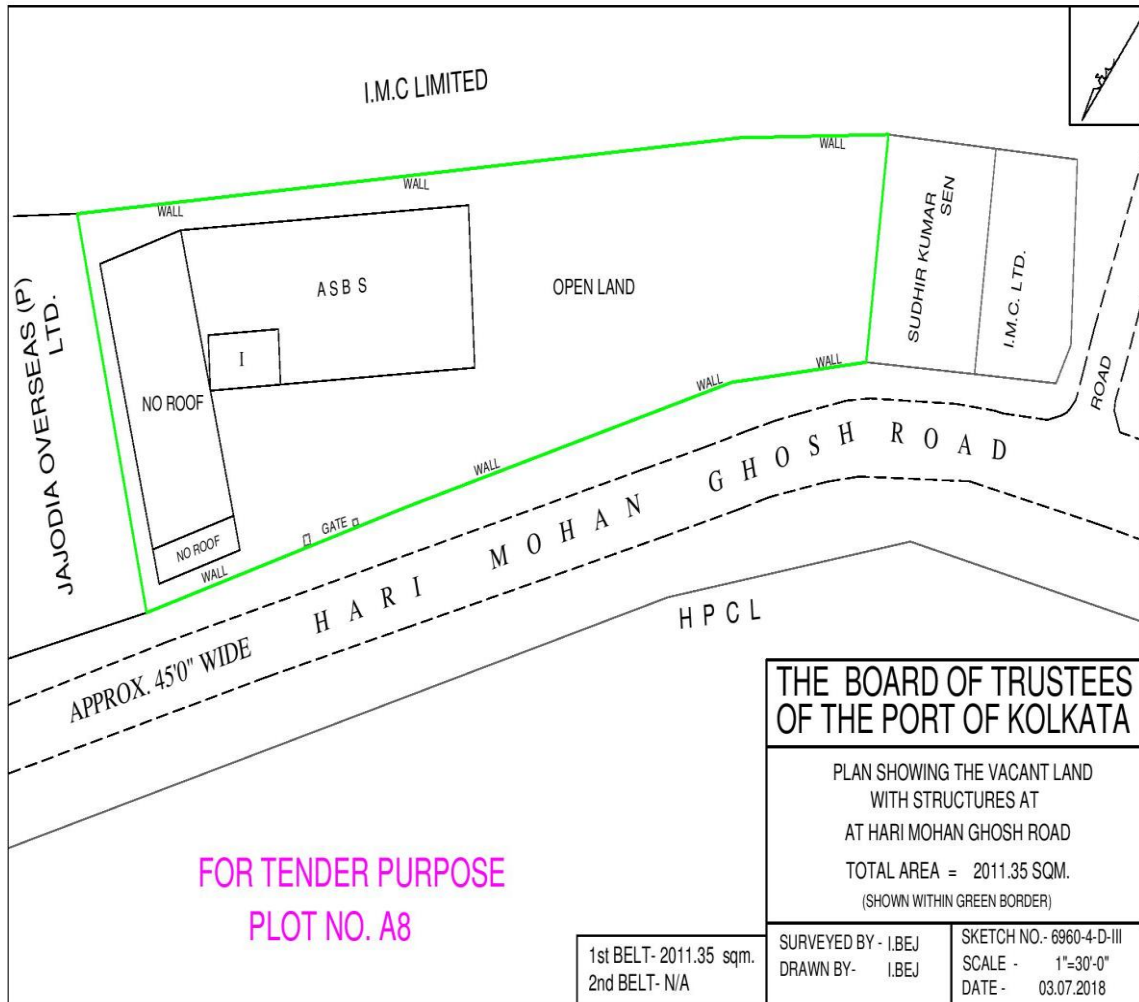 I.M.C LIMITED
WALL
WALL
WALL
A S B S
OPEN LAND
I
NO ROOF
NO ROOF
JAJODIA OVERSEAS (P)
LTD.
SUDHIR KUMAR
SEN
I.M.C. LTD.
ROAD
WALL
WALL
WALL
GATE
WALL
APPROX. 45'0" WIDE HARI MOHAN GHOSH ROAD
H P C L
FOR TENDER PURPOSE
PLOT NO. A8
THE BOARD OF TRUSTEES
OF THE PORT OF KOLKATA
PLAN SHOWING THE VACANT LAND
WITH STRUCTURES AT
AT HARI MOHAN GHOSH ROAD
TOTAL AREA = 2011.35 SQM.
(SHOWN WITHIN GREEN BORDER)
1st BELT- 2011.35 sqm.
2nd BELT- N/A
SURVEYED BY - I.BEJ
DRAWN BY- I.BEJ
SKETCH NO.- 6960-4-D-III
SCALE - 1"=30'-0"
DATE - 03.07.2018